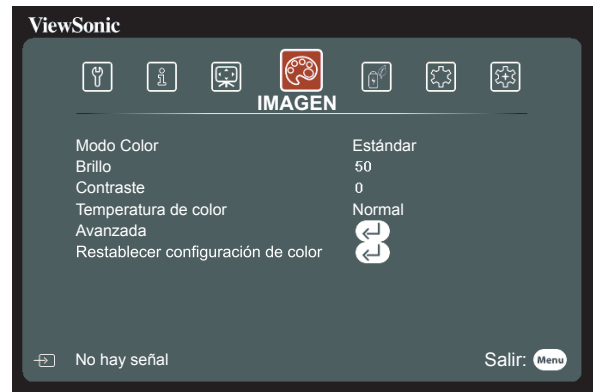 ViewSonic
IMAGEN
Modo Color Estándar
Brillo 50
Contraste 0
Temperatura de color Normal
Avanzada
Restablecer configuración de color
No hay señal Salir: Menu